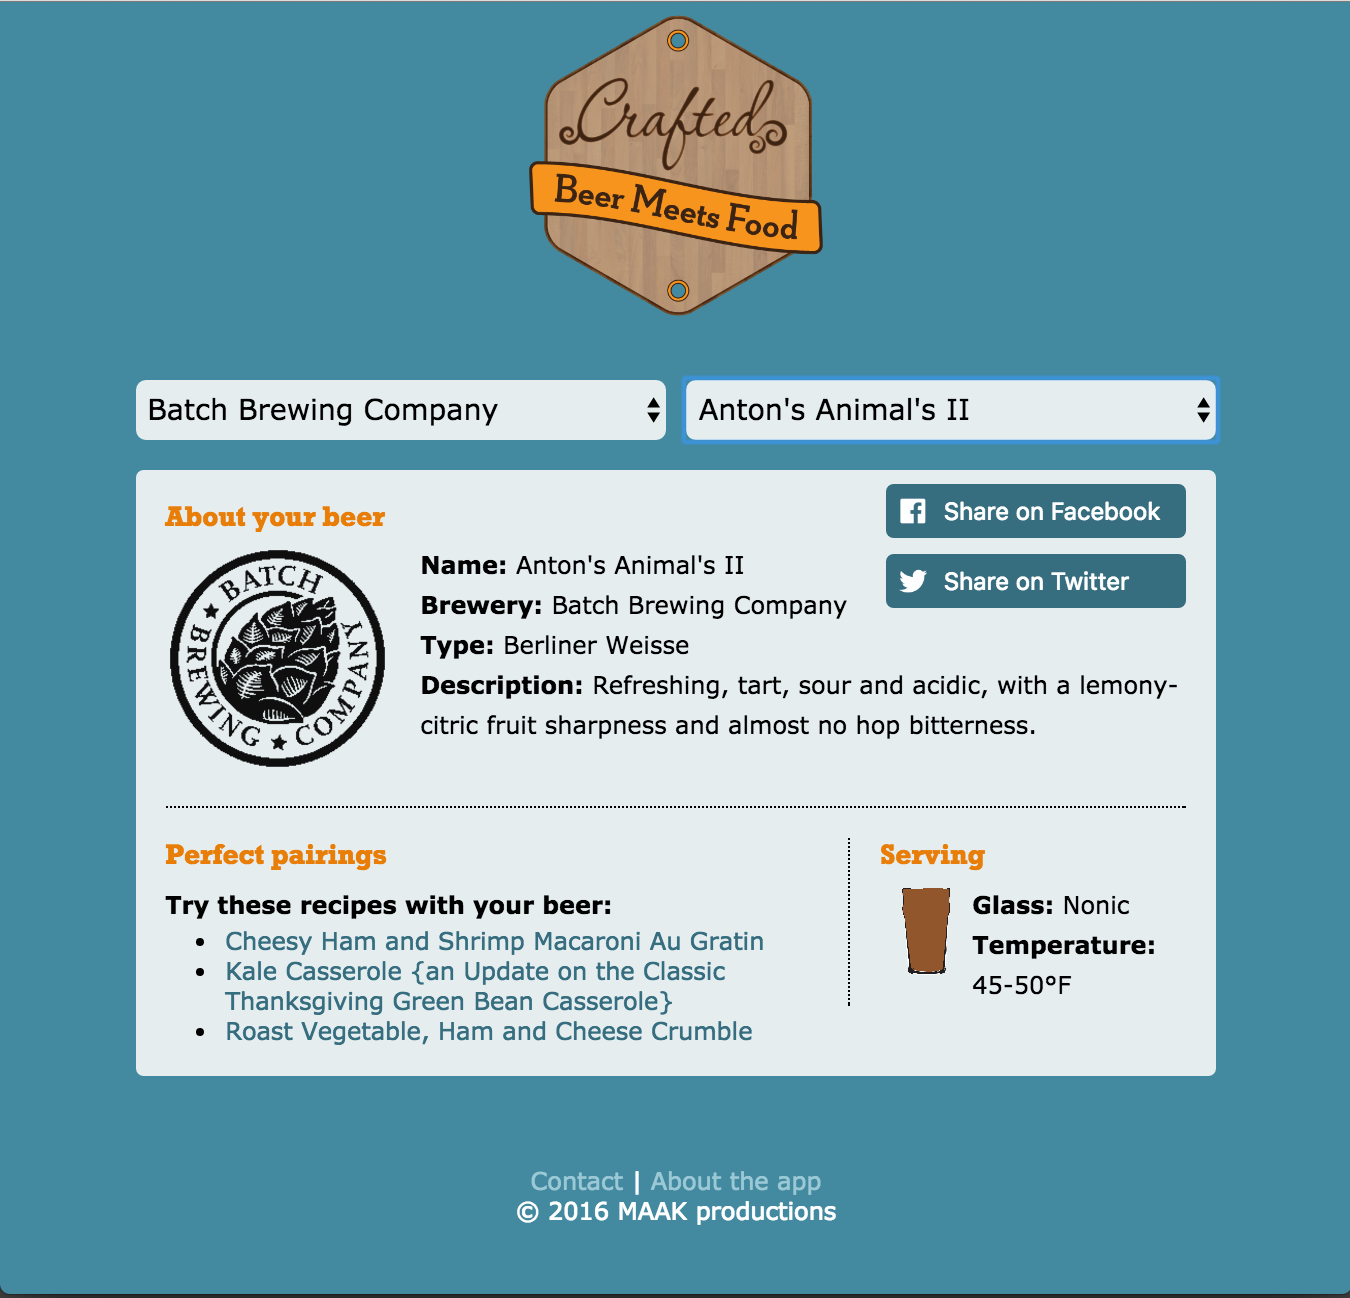 Crafted
Beer Meets Food
Batch Brewing Company
Anton's Animal's II
About your beer
Share on Facebook
Share on Twitter
BATCH BREWING COMPANY
Name: Anton's Animal's II
Brewery: Batch Brewing Company
Type: Berliner Weisse
Description: Refreshing, tart, sour and acidic, with a lemony-
citric fruit sharpness and almost no hop bitterness.
Perfect pairings
Try these recipes with your beer:
Cheesy Ham and Shrimp Macaroni Au Gratin
Kale Casserole {an Update on the Classic
Thanksgiving Green Bean Casserole}
Roast Vegetable, Ham and Cheese Crumble
Serving
Glass: Nonic
Temperature:
45-50°F
Contact | About the app
© 2016 MAAK productions